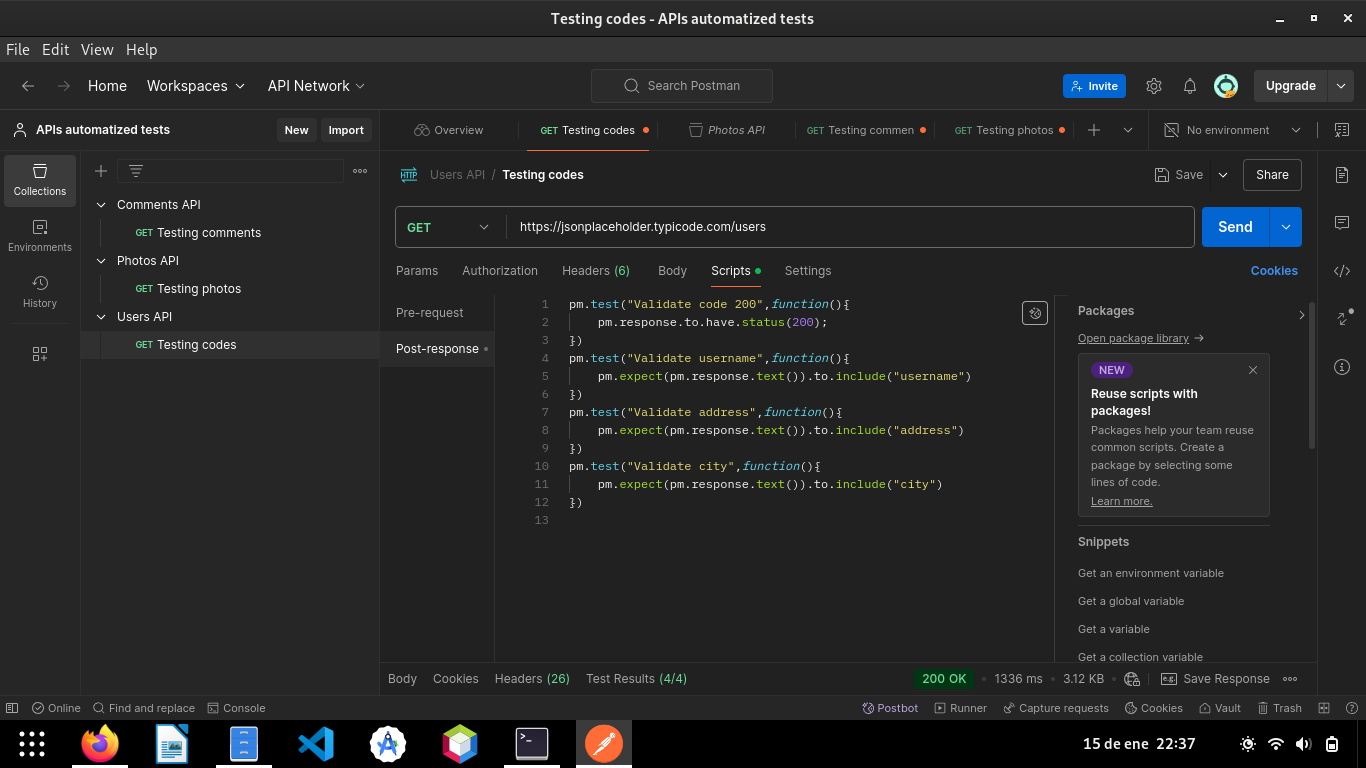 Testing codes - APIs automatized tests
File Edit View Help
Home Workspaces API Network Search Postman Invite Upgrade
APIs automatized tests New Import Overview GET Testing codes Photos API GET Testing commen GET Testing photos No environment
Users API / Testing codes Save Share
Collections
Environments
History
Comments API
GET Testing comments
Photos API
GET Testing photos
Users API
GET Testing codes
GET https://jsonplaceholder.typicode.com/users Send
Params Authorization Headers (6) Body Scripts Settings Cookies
Pre-request
Post-response
1 pm.test("Validate code 200",function(){
2 pm.response.to.have.status(200);
3 })
4 pm.test("Validate username",function(){
5 pm.expect(pm.response.text()).to.include("username")
6 })
7 pm.test("Validate address",function(){
8 pm.expect(pm.response.text()).to.include("address")
9 })
10 pm.test("Validate city",function(){
11 pm.expect(pm.response.text()).to.include("city")
12 })
13
Packages
Open package library →
NEW
Reuse scripts with
packages!
Packages help your team reuse
common scripts. Create a
package by selecting some
lines of code.
Learn more.
Snippets
Get an environment variable
Get a global variable
Get a variable
Get a collection variable
Body Cookies Headers (26) Test Results (4/4) 200 OK • 1336 ms • 3.12 KB Save Response
Online Find and replace Console Postbot Runner Capture requests Cookies Vault Trash
15 de ene 22:37